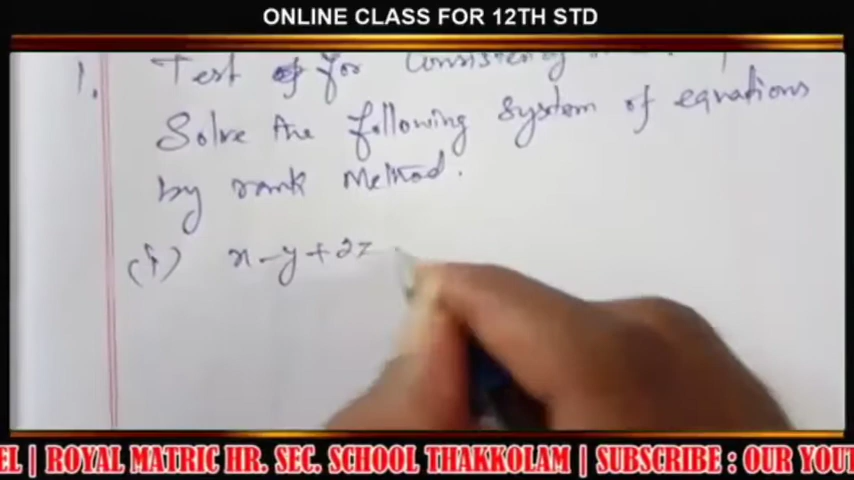 ONLINE CLASS FOR 12TH STD
1. Test for
Solve the following system of equations
by rank Method.
(i) x - y + 2z
EL | ROYAL MATRIC HR. SEC. SCHOOL THAKKOLAM | SUBSCRIBE : OUR YOUT